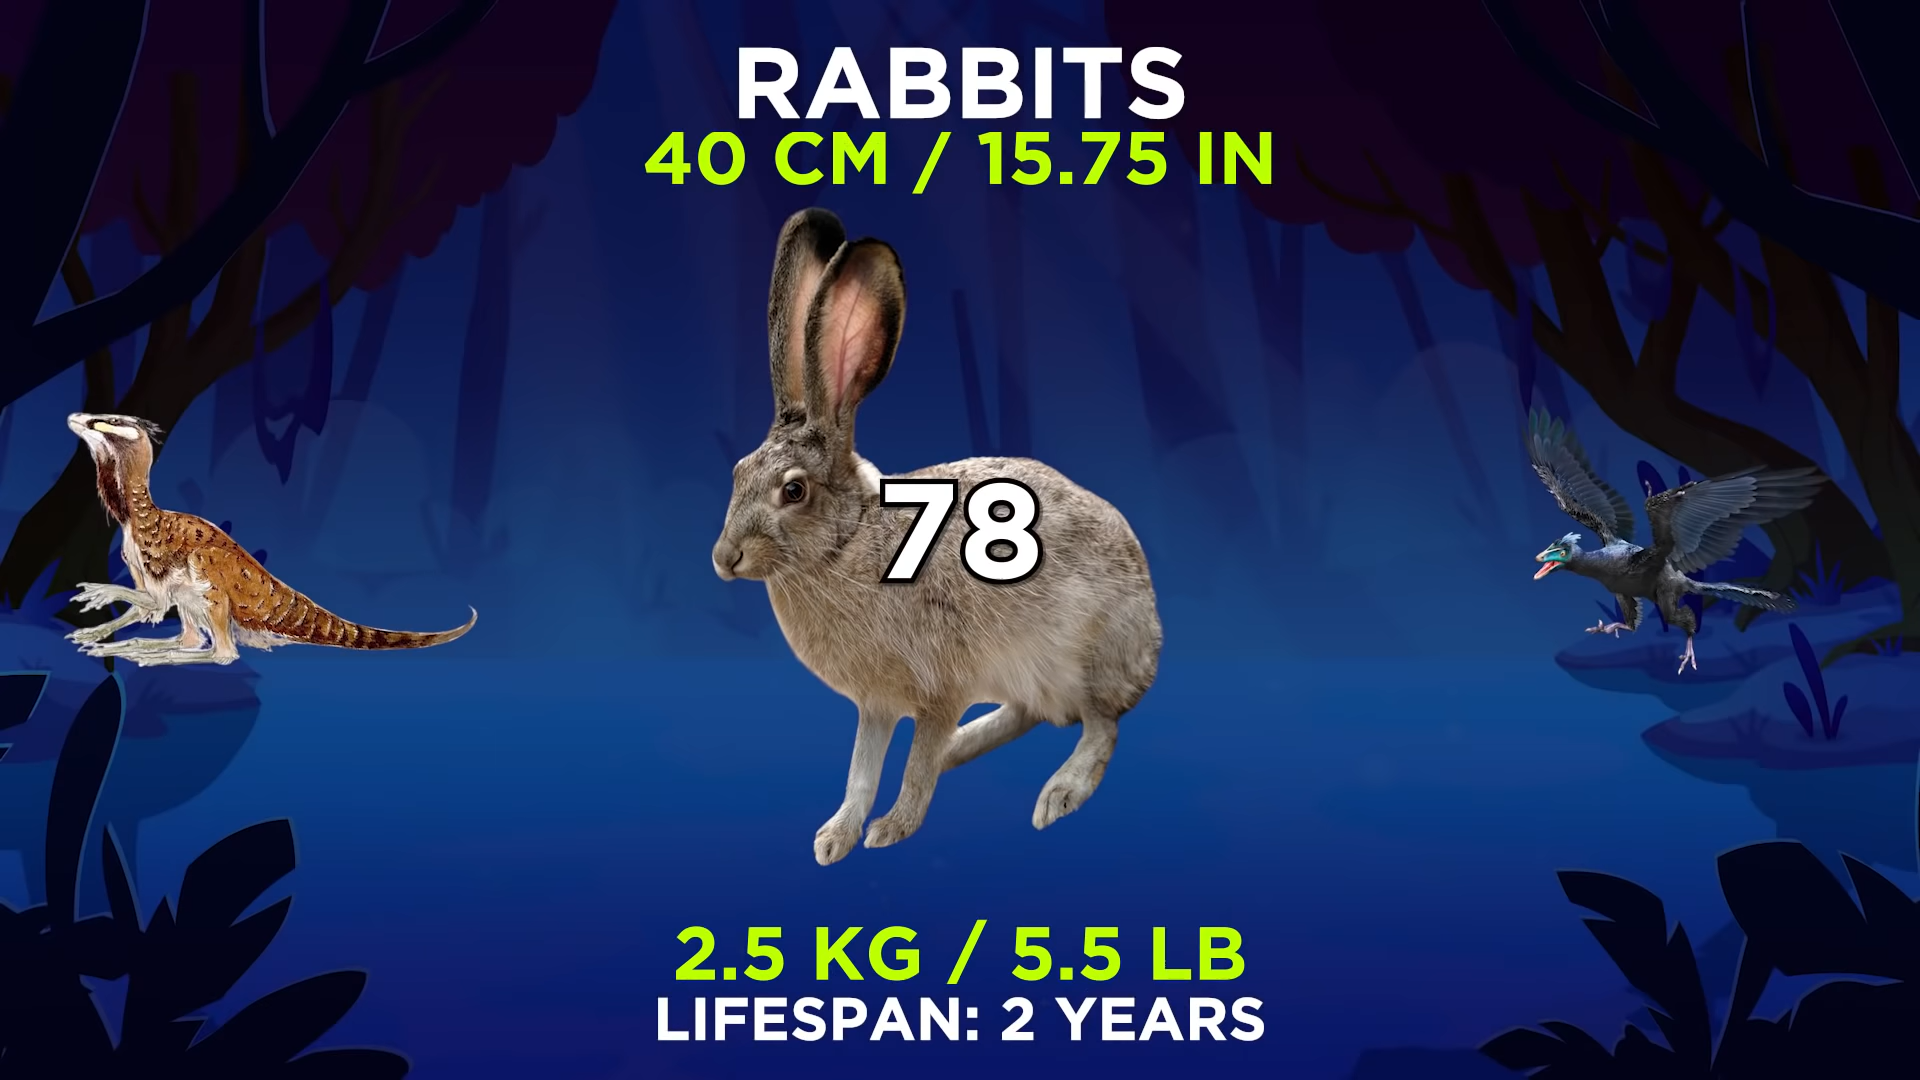 RABBITS
40 CM / 15.75 IN
78
2.5 KG / 5.5 LB
LIFESPAN: 2 YEARS